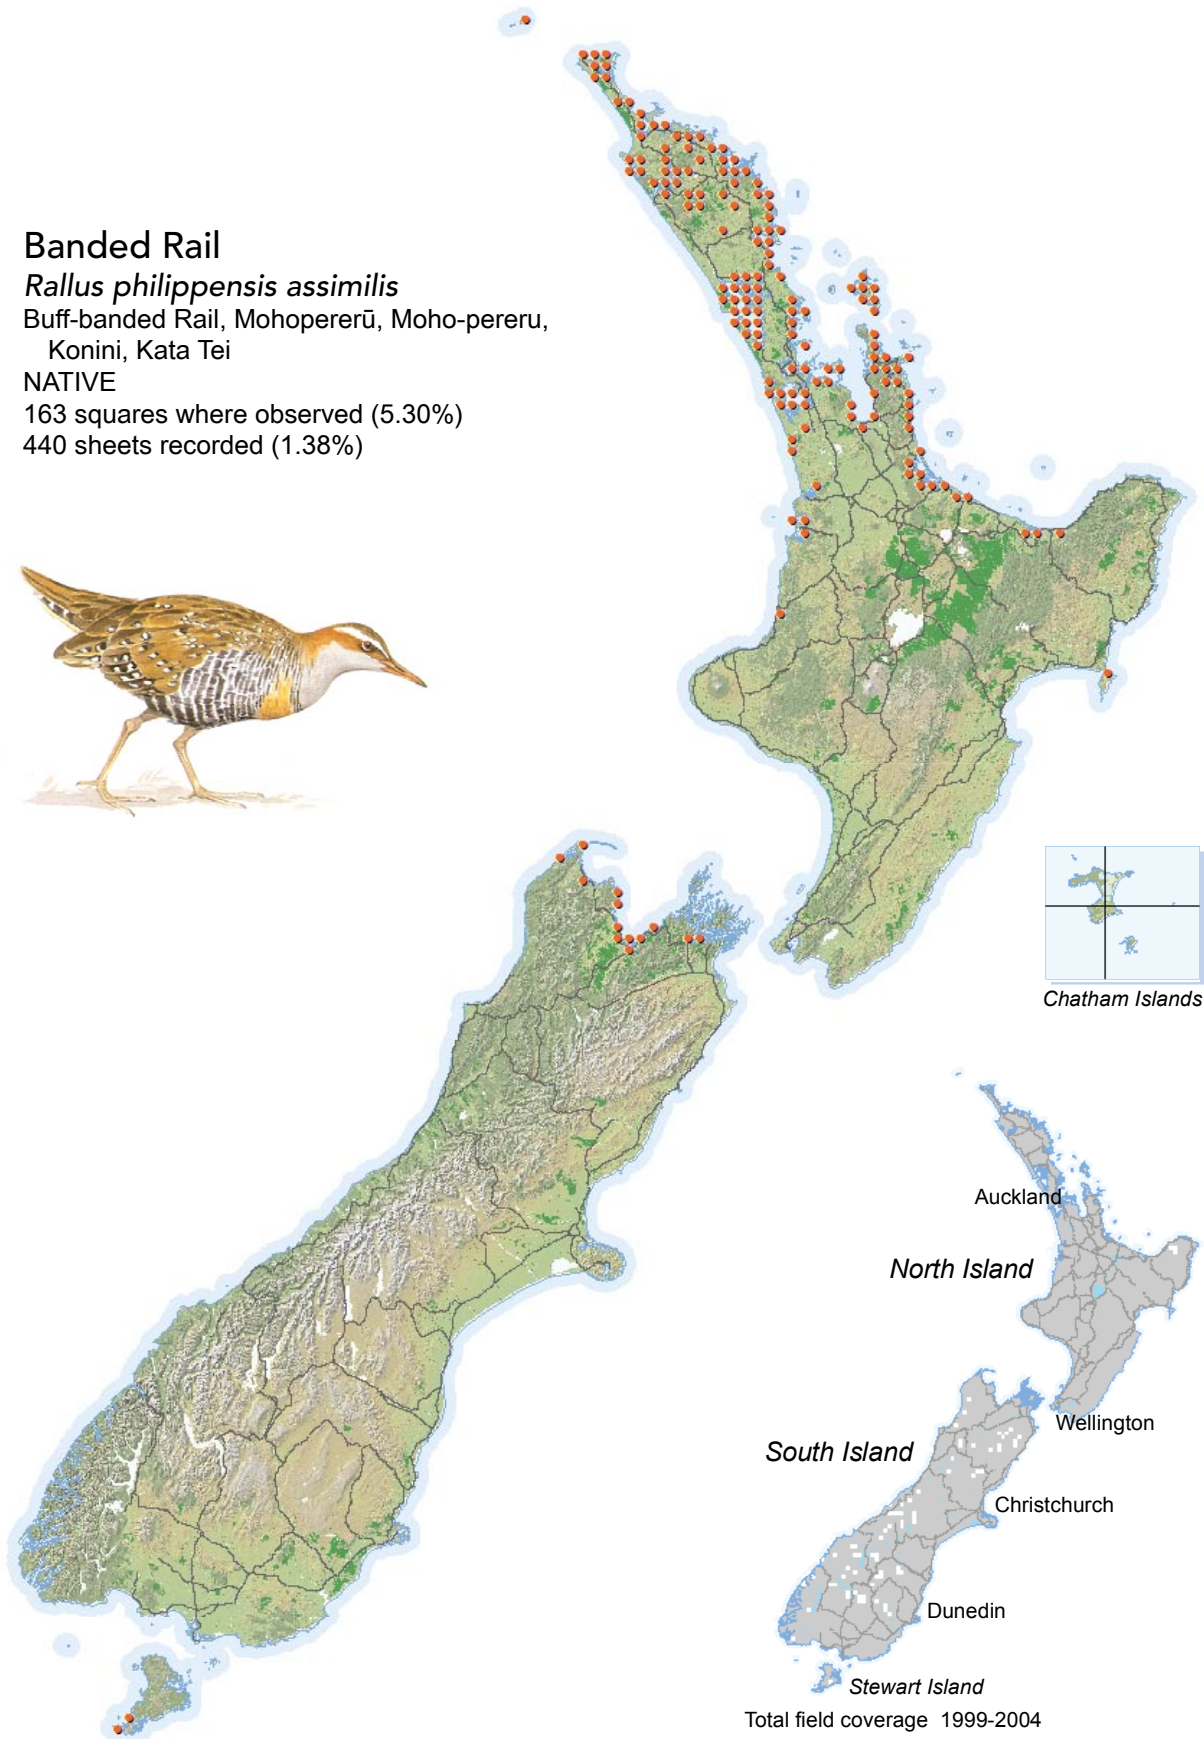 Banded Rail
Rallus philippensis assimilis
Buff-banded Rail, Mohopererū, Moho-pereru,
Konini, Kata Tei
NATIVE
163 squares where observed (5.30%)
440 sheets recorded (1.38%)
Chatham Islands
Auckland
North Island
Wellington
South Island
Christchurch
Dunedin
Stewart Island
Total field coverage 1999-2004